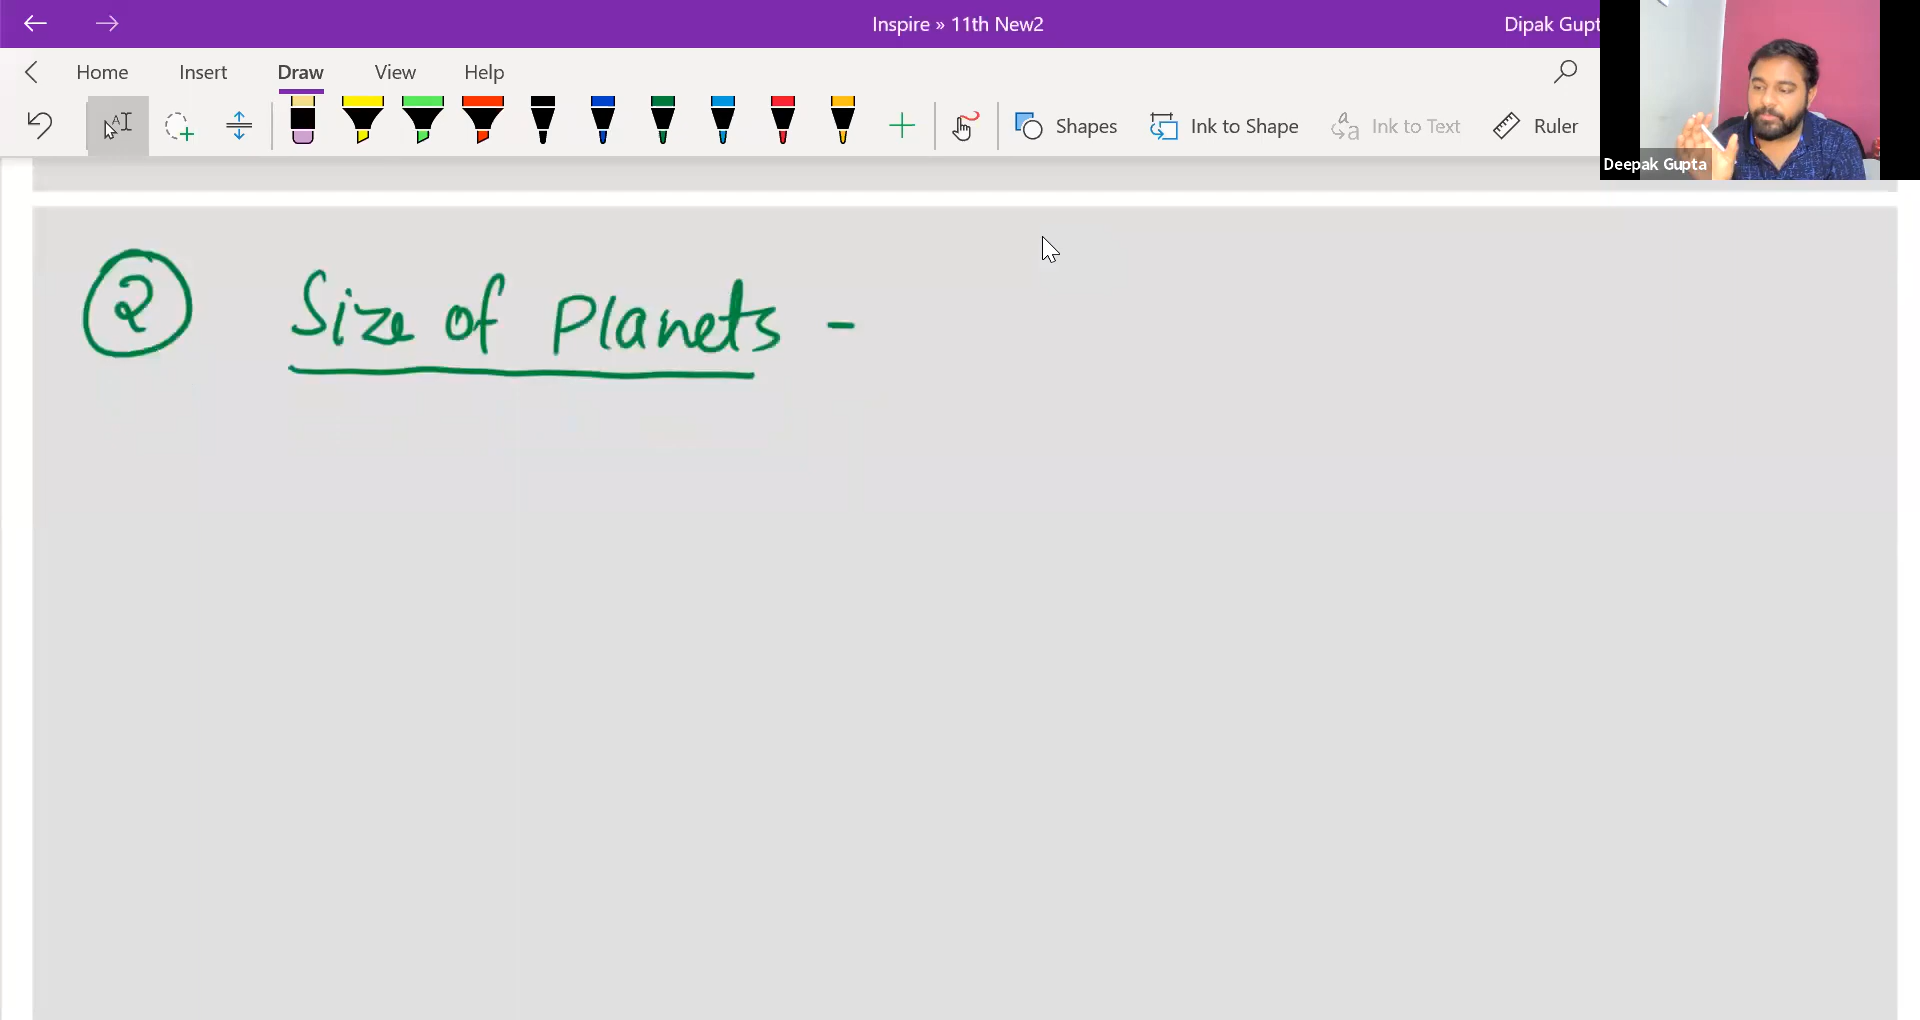 Inspire » 11th New2
Dipak Gupt
Home Insert Draw View Help
Shapes Ink to Shape Ink to Text Ruler
Deepak Gupta
2 Size of Planets -